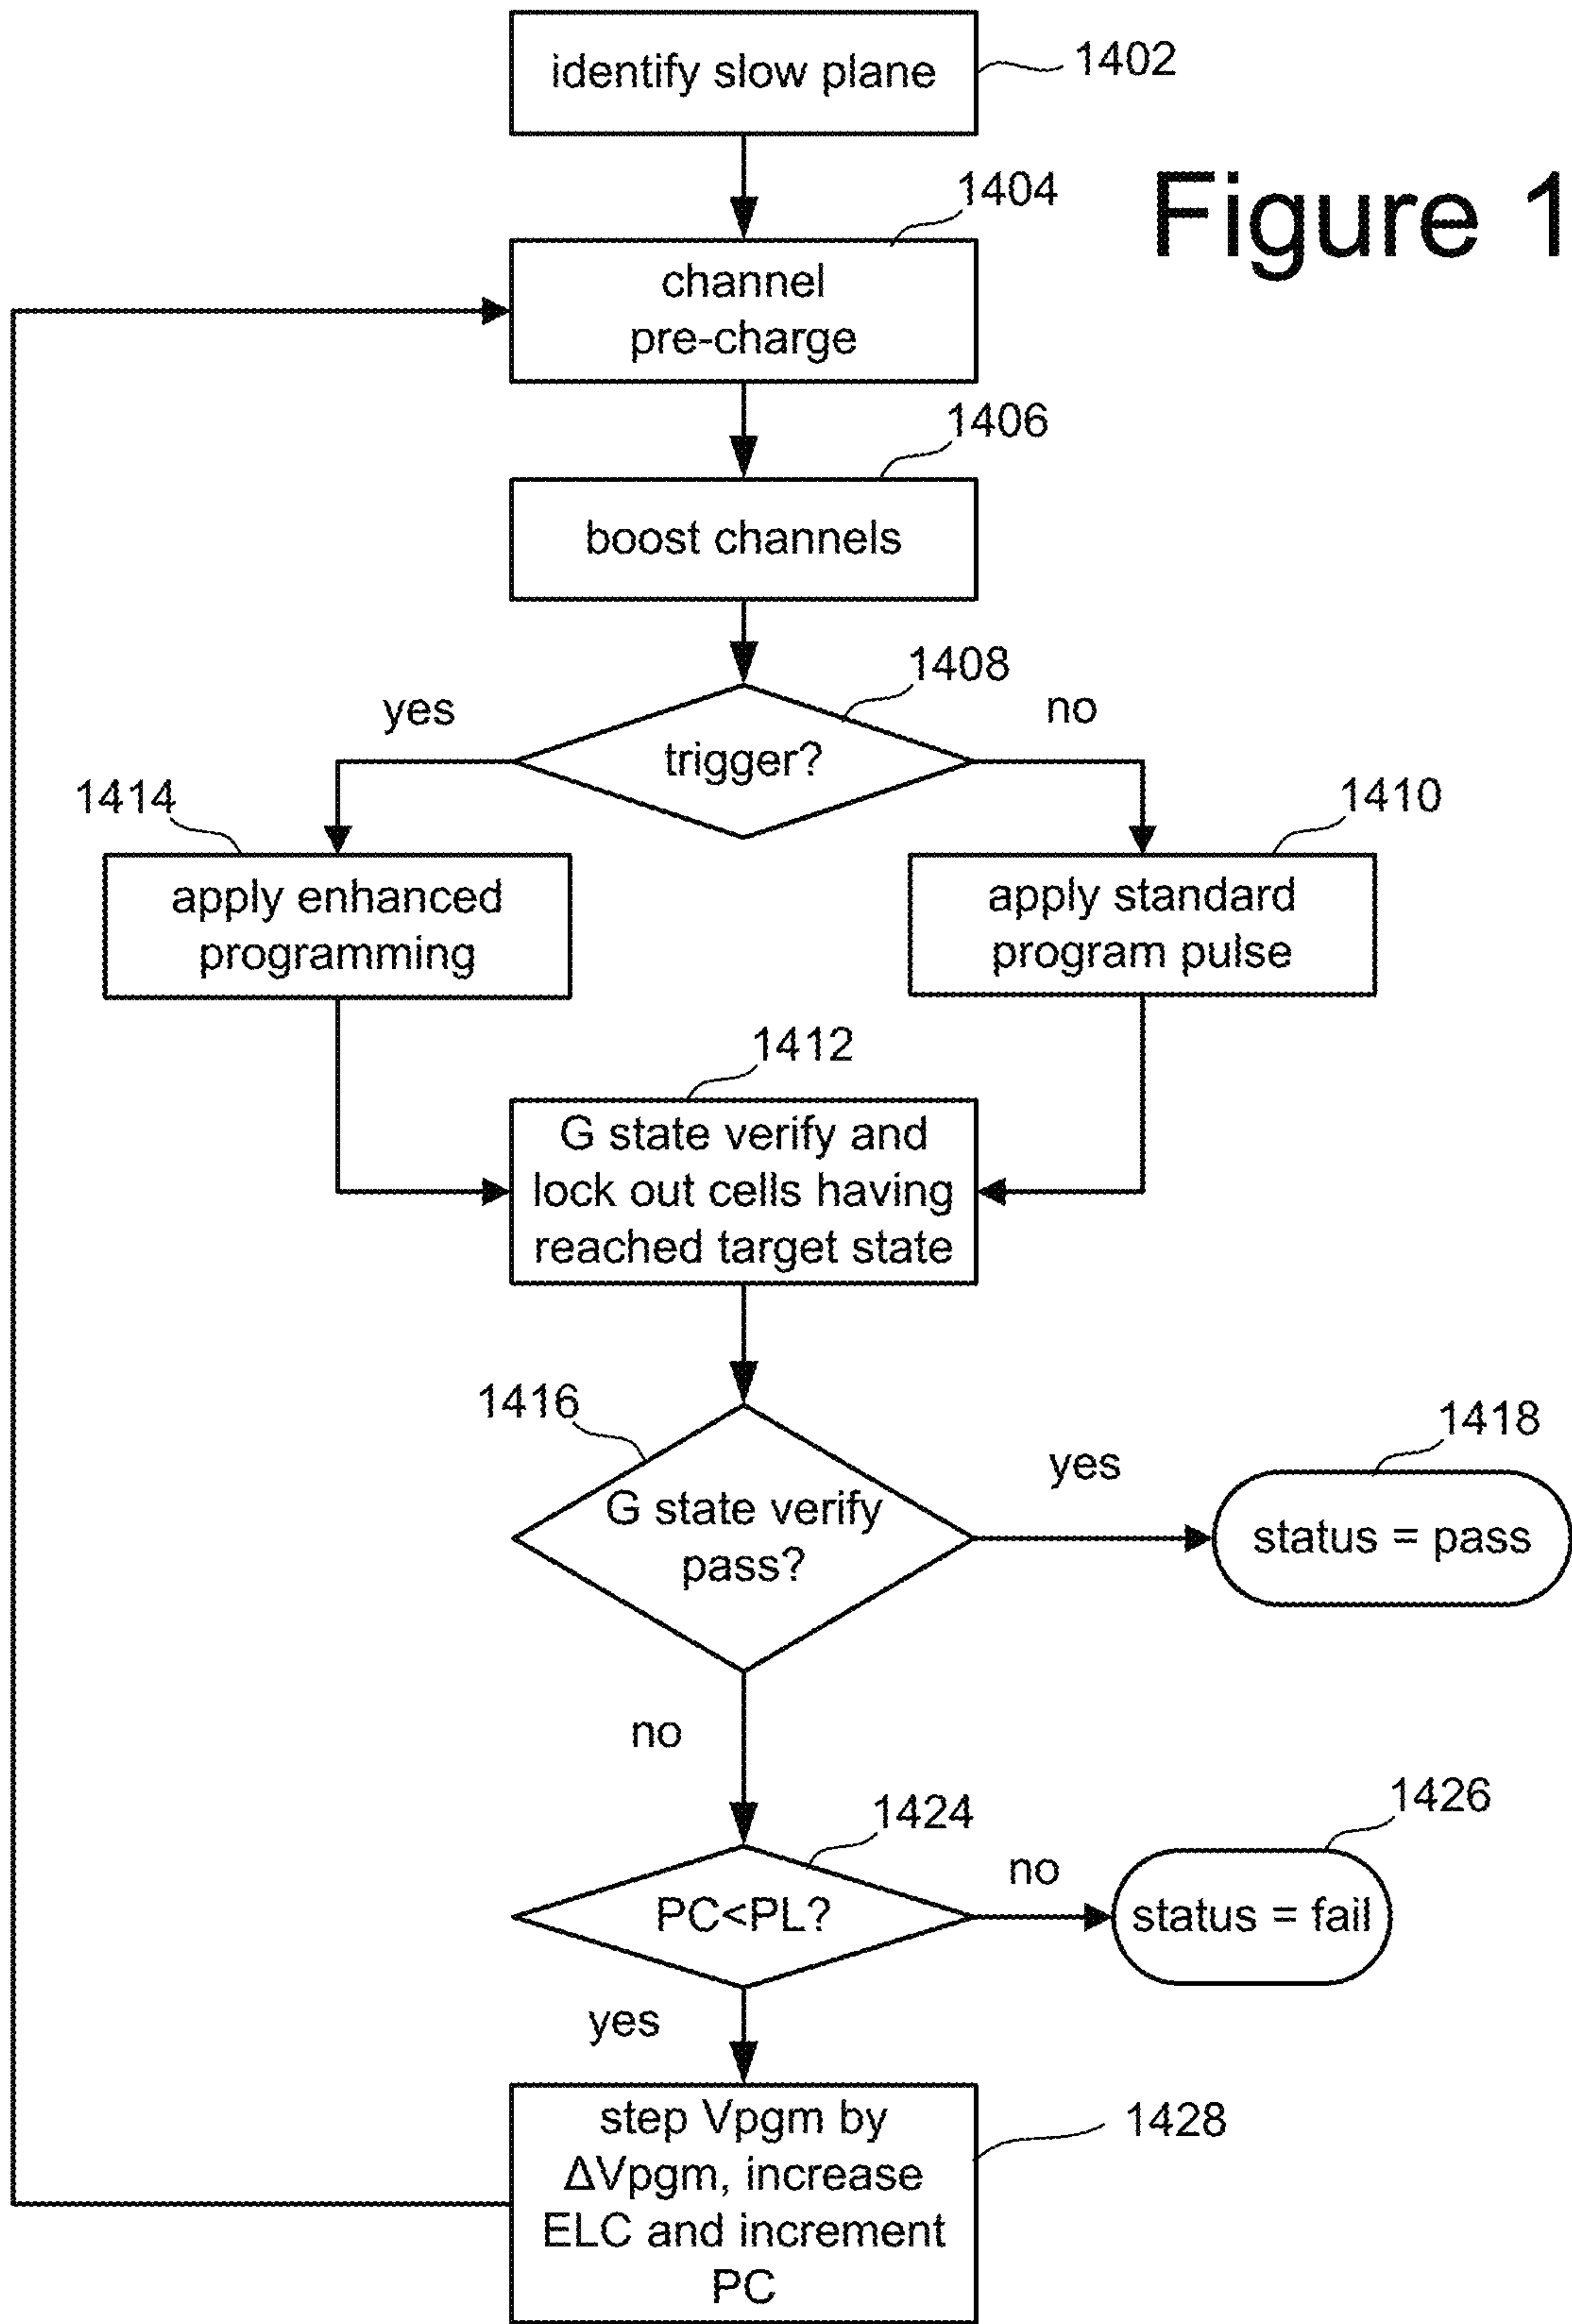 identify slow plane
1402
Figure 1
1404
channel
pre-charge
1406
boost channels
1408
yes
no
trigger?
1414
1410
apply enhanced
programming
apply standard
program pulse
1412
G state verify and
lock out cells having
reached target state
1416
1418
yes
G state verify
pass?
status = pass
no
1424
1426
no
PC<PL?
status = fail
yes
step Vpgm by
ΔVpgm, increase
ELC and increment
PC
1428